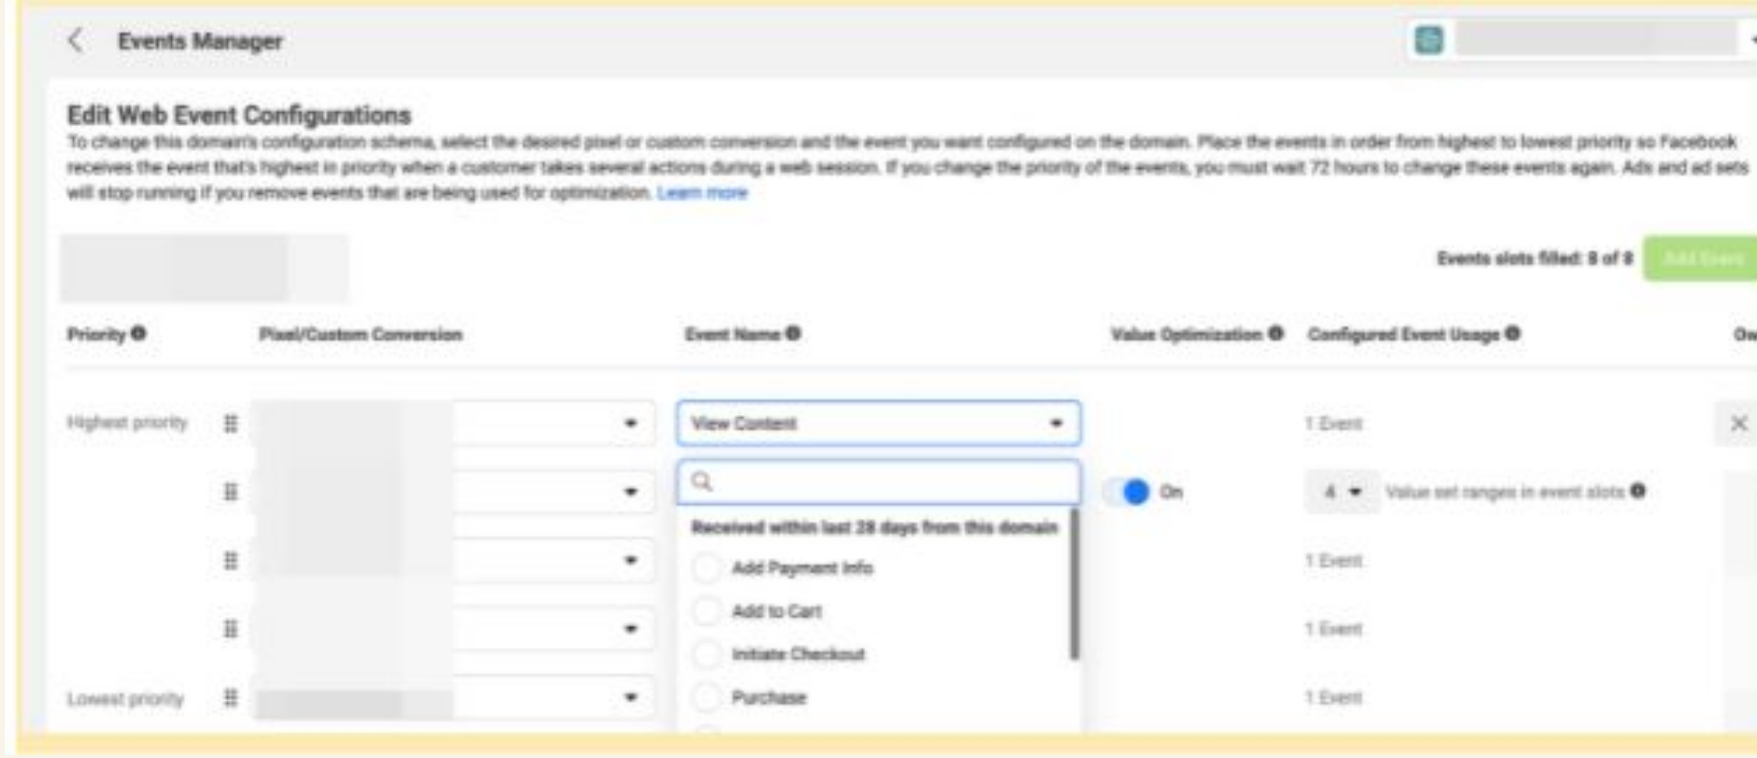 Events Manager
Edit Web Event Configurations
To change this domain's configuration schema, select the desired pixel or custom conversion and the event you want configured on the domain. Place the events in order from highest to lowest priority so Facebook
receives the event that's highest in priority when a customer takes several actions during a web session. If you change the priority of the events, you must wait 72 hours to change these events again. Ads and ad sets
will stop running if you remove events that are being used for optimization. Learn more
Events slots filled: 8 of 8 Add Event
Priority Pixel/Custom Conversion Event Name Value Optimization Configured Event Usage Ow
Highest priority View Content 1 Event
On 4 Value set ranges in event slots
Received within last 28 days from this domain
Add Payment Info 1 Event
Add to Cart
1 Event
Initiate Checkout
Lowest priority Purchase 1 Event